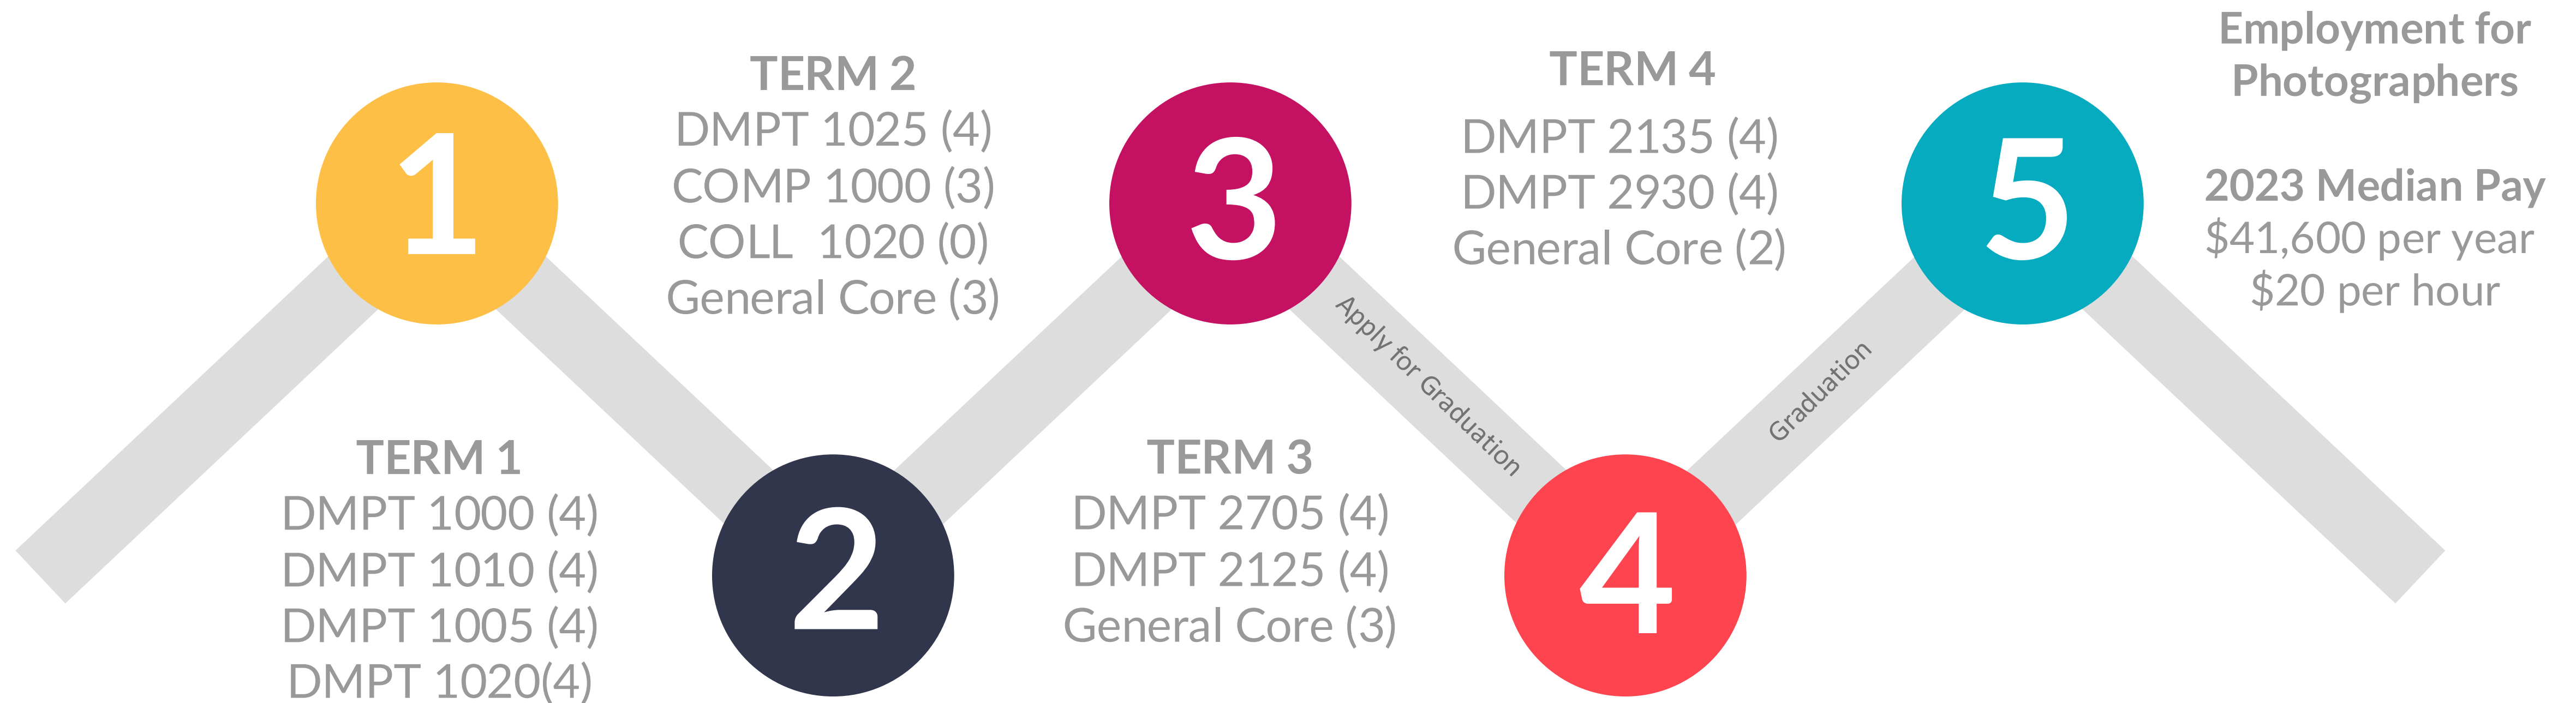 1
TERM 1
DMPT 1000 (4)
DMPT 1010 (4)
DMPT 1005 (4)
DMPT 1020(4)
TERM 2
DMPT 1025 (4)
COMP 1000 (3)
COLL  1020 (0)
General Core (3)
2
3
TERM 3
DMPT 2705 (4)
DMPT 2125 (4)
General Core (3)
Apply for Graduation
TERM 4
DMPT 2135 (4)
DMPT 2930 (4)
General Core (2)
4
Graduation
5
Employment for
Photographers
2023 Median Pay
$41,600 per year
$20 per hour